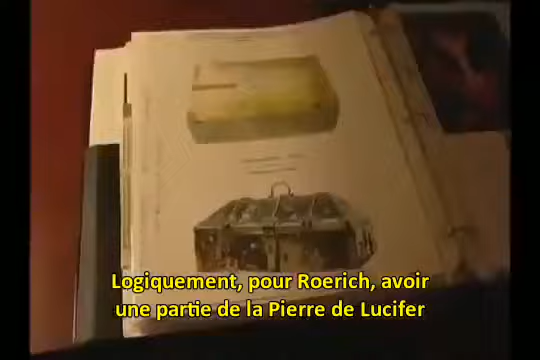 Logiquement, pour Roerich, avoir
une partie de la Pierre de Lucifer